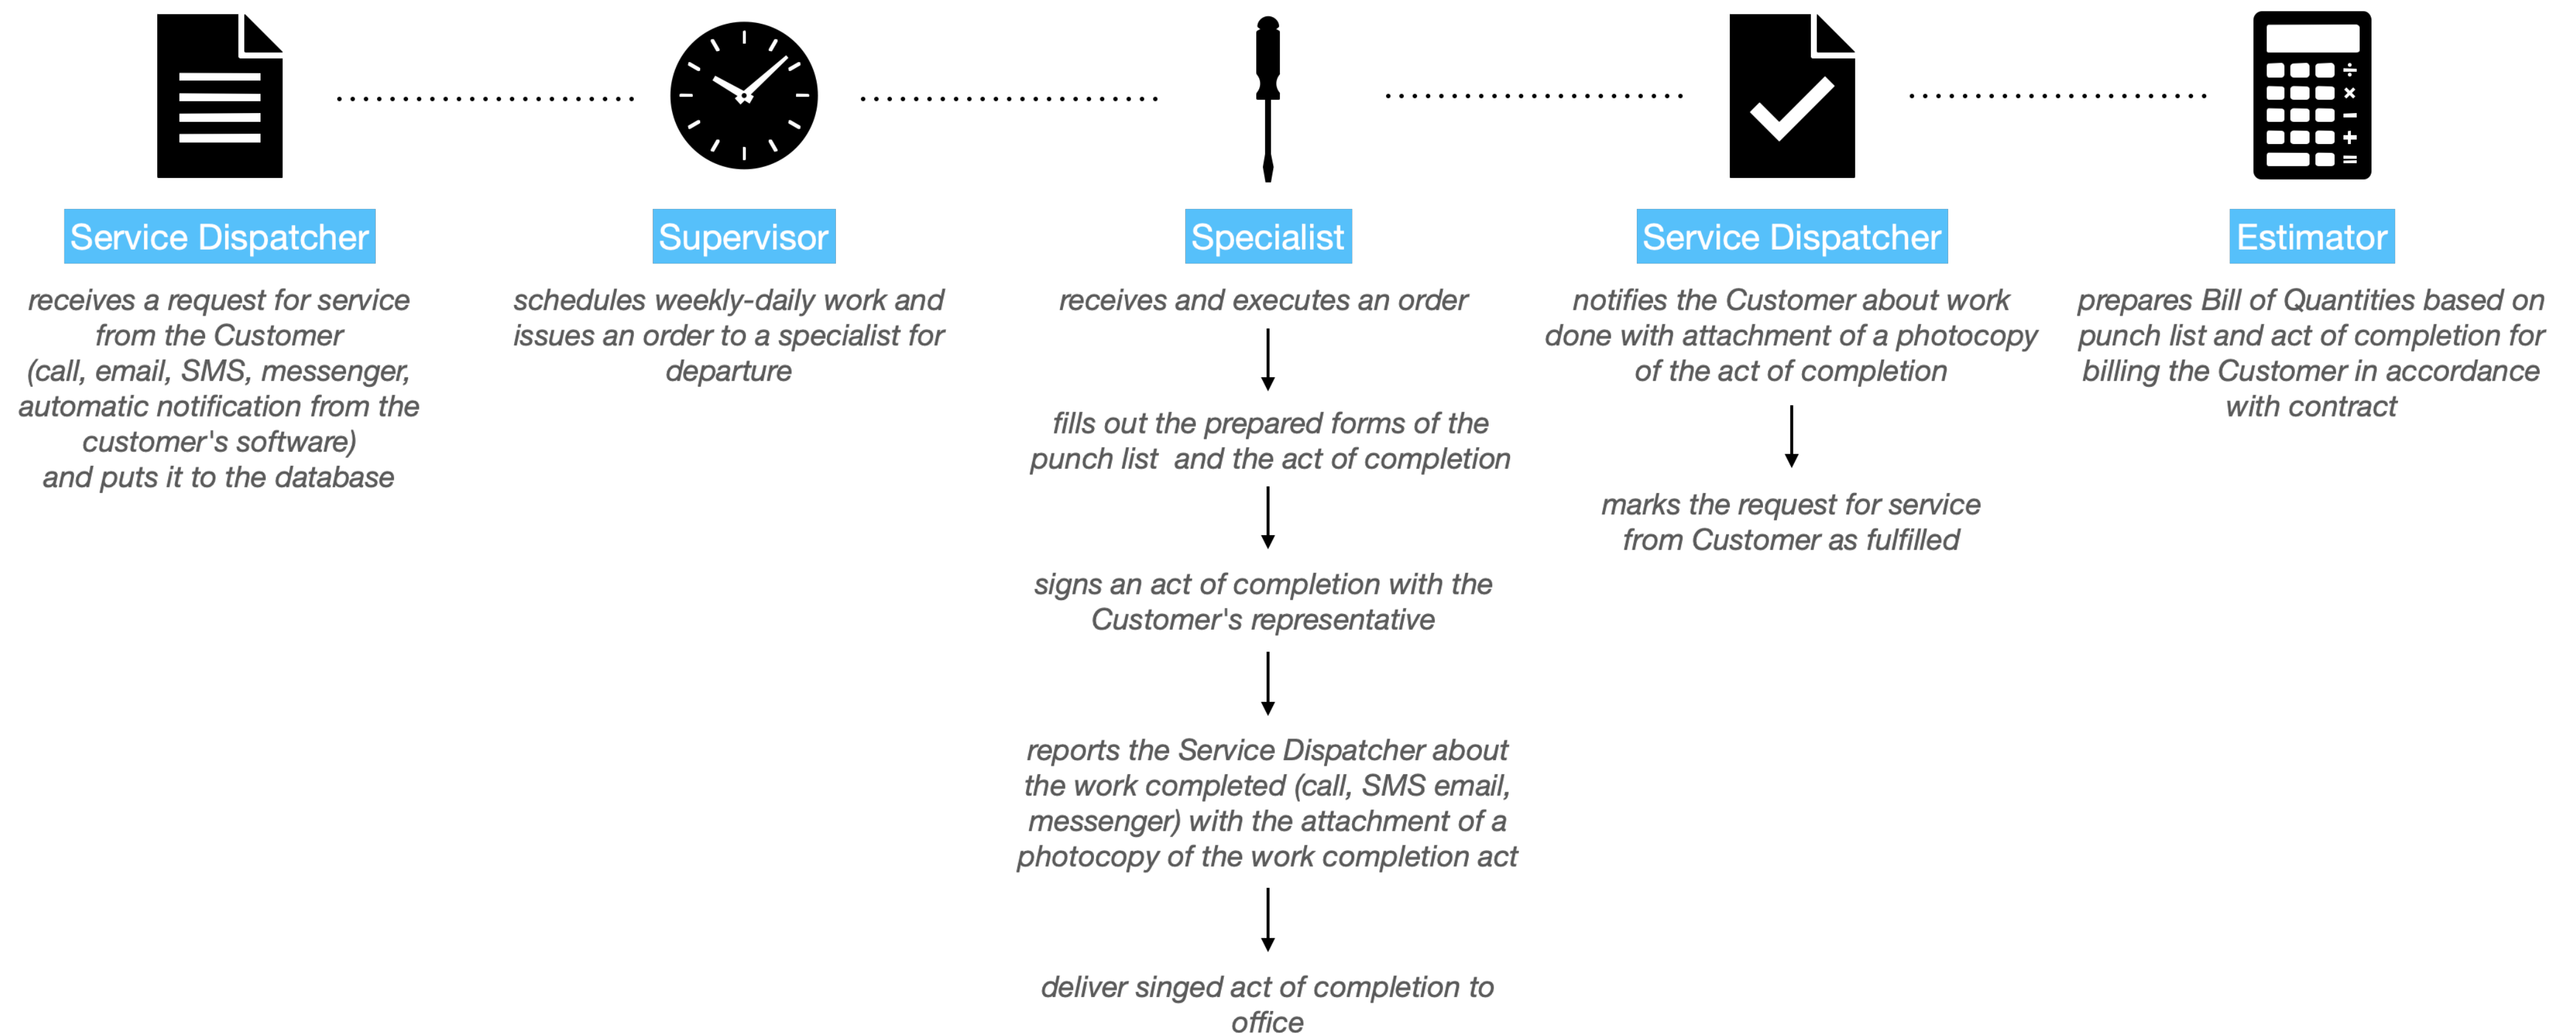 Service Dispatcher
receives a request for service
from the Customer
(call, email, SMS, messenger,
automatic notification from the
customer's software)
and puts it to the database
Supervisor
schedules weekly-daily work and
issues an order to a specialist for
departure
Specialist
receives and executes an order
fills out the prepared forms of the
punch list and the act of completion
signs an act of completion with the
Customer's representative
reports the Service Dispatcher about
the work completed (call, SMS email,
messenger) with the attachment of a
photocopy of the work completion act
deliver singed act of completion to
office
Service Dispatcher
notifies the Customer about work
done with attachment of a photocopy
of the act of completion
marks the request for service
from Customer as fulfilled
Estimator
prepares Bill of Quantities based on
punch list and act of completion for
billing the Customer in accordance
with contract